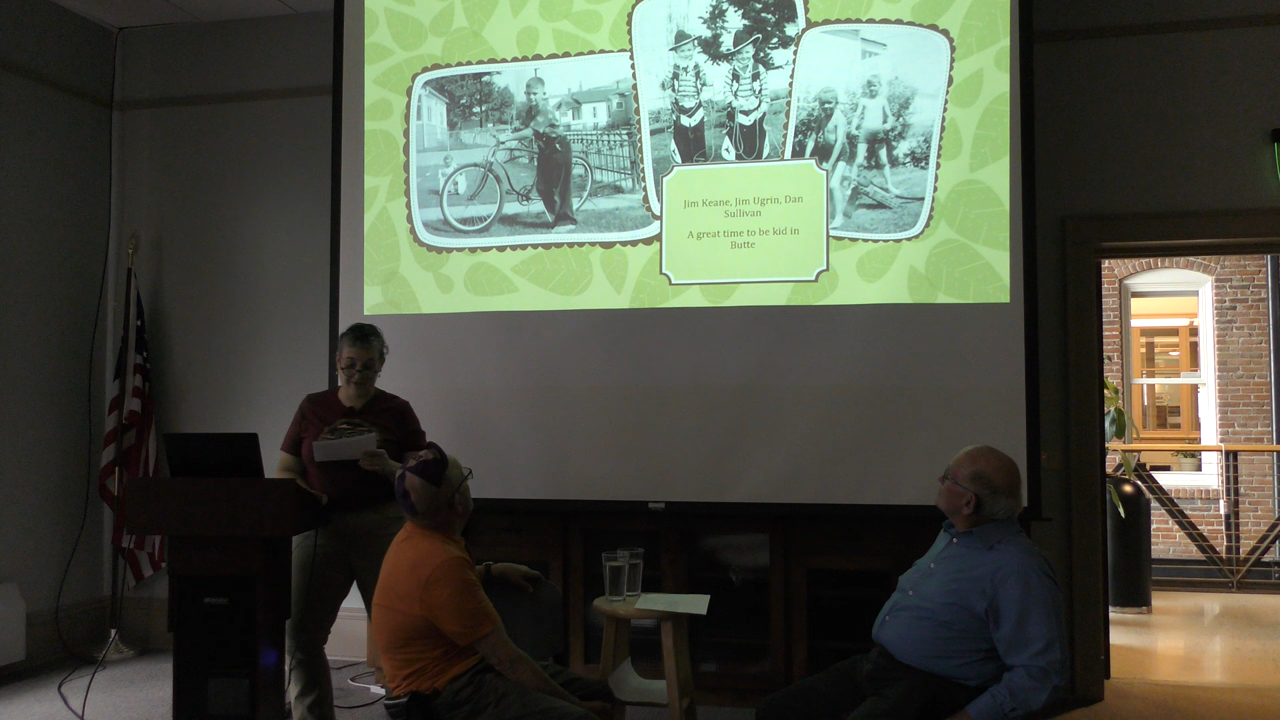 Jim Keane, Jim Ugrin, Dan
Sullivan
A great time to be kid in
Butte